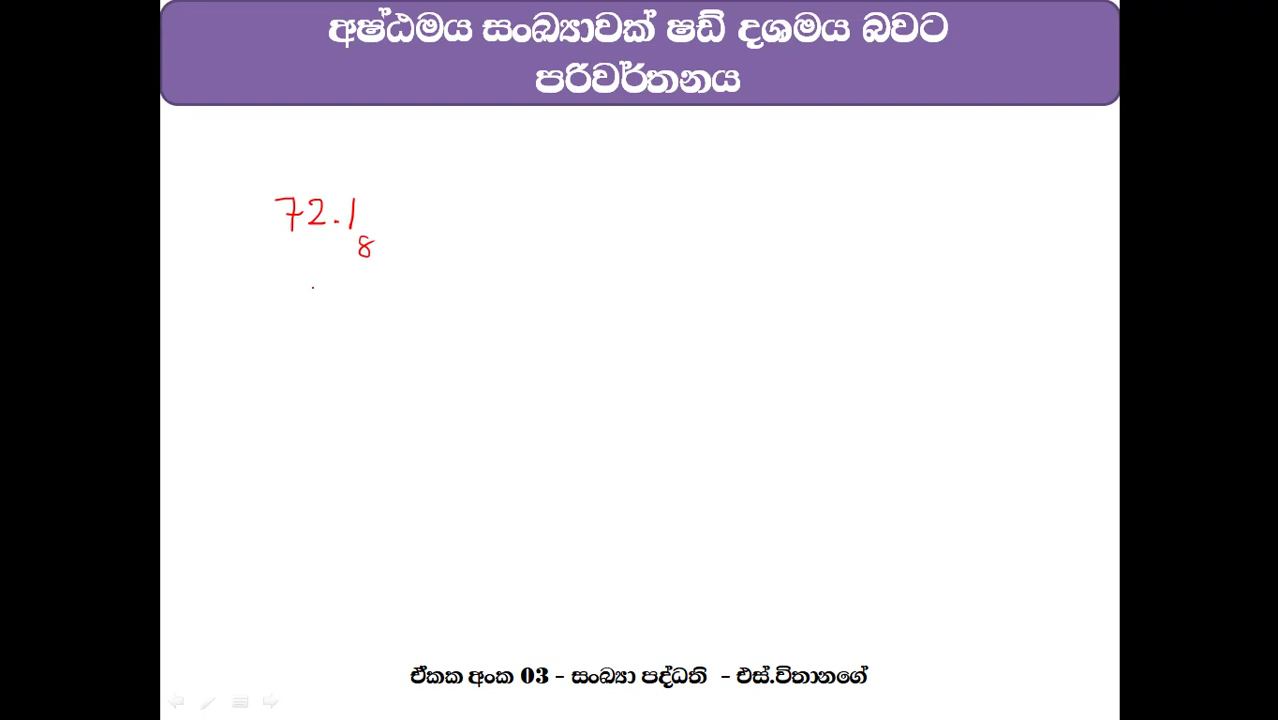 අෂ්ඨමය සංඛ්‍යාවක් ෂඩ් දශමය බවට
පරිවර්තනය
72.1
8
ඒකක අංක 03 – සංඛ්‍යා පද්ධති – එස්.විතානගේ